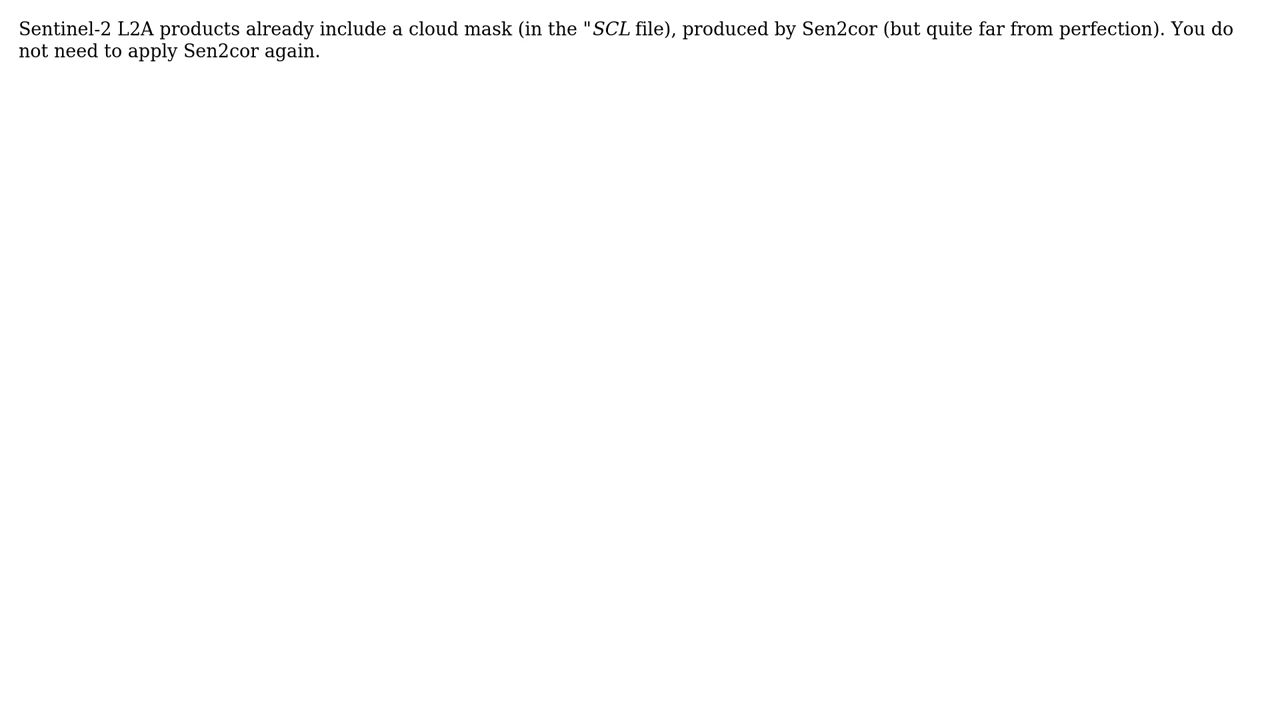 Sentinel-2 L2A products already include a cloud mask (in the "SCL file), produced by Sen2cor (but quite far from perfection). You do
not need to apply Sen2cor again.